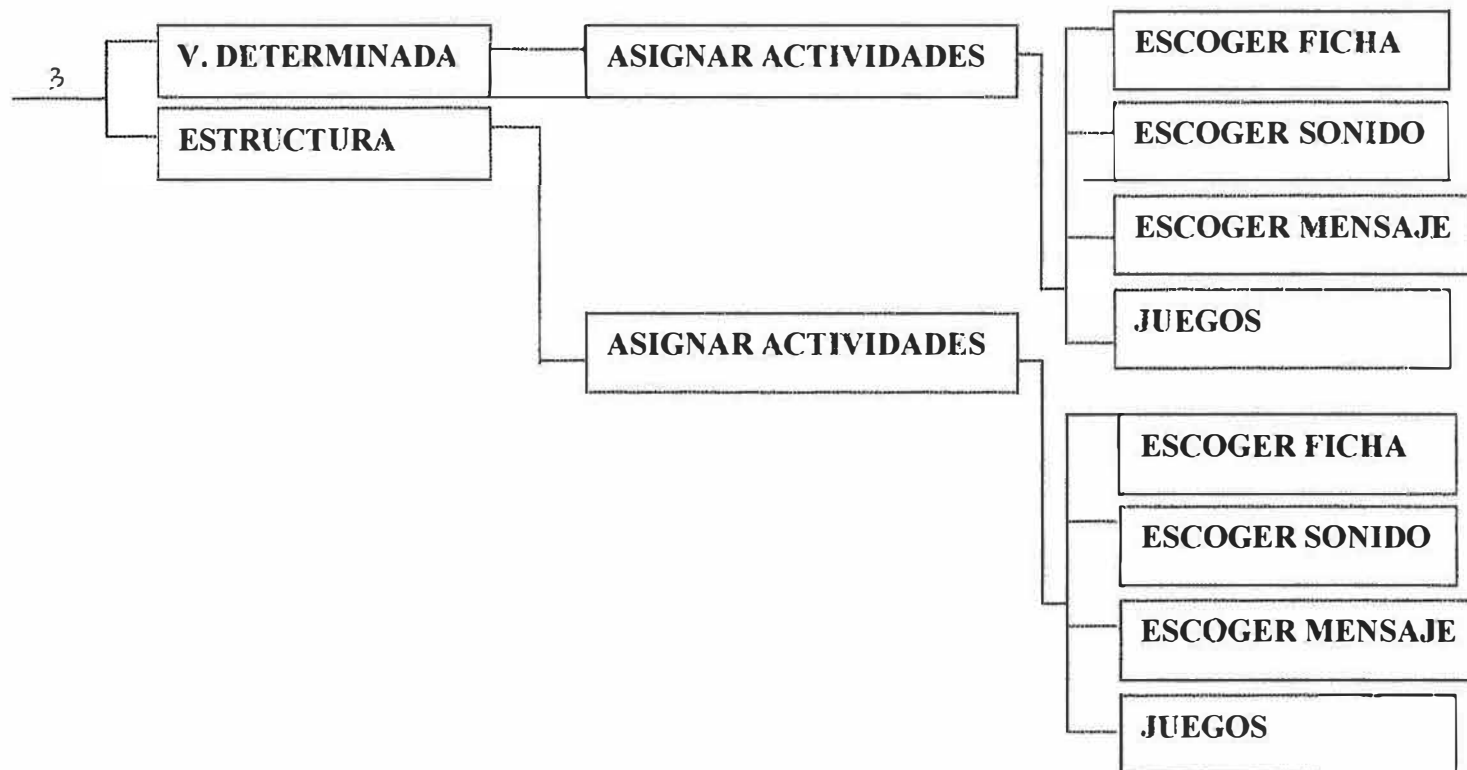 3
V. DETERMINADA
ASIGNAR ACTIVIDADES
ESCOGER FICHA
ESCOGER SONIDO
ESTRUCTURA
ESCOGER MENSAJE
JUEGOS
ASIGNAR ACTIVIDADES
ESCOGER FICHA
ESCOGER SONIDO
ESCOGER MENSAJE
JUEGOS